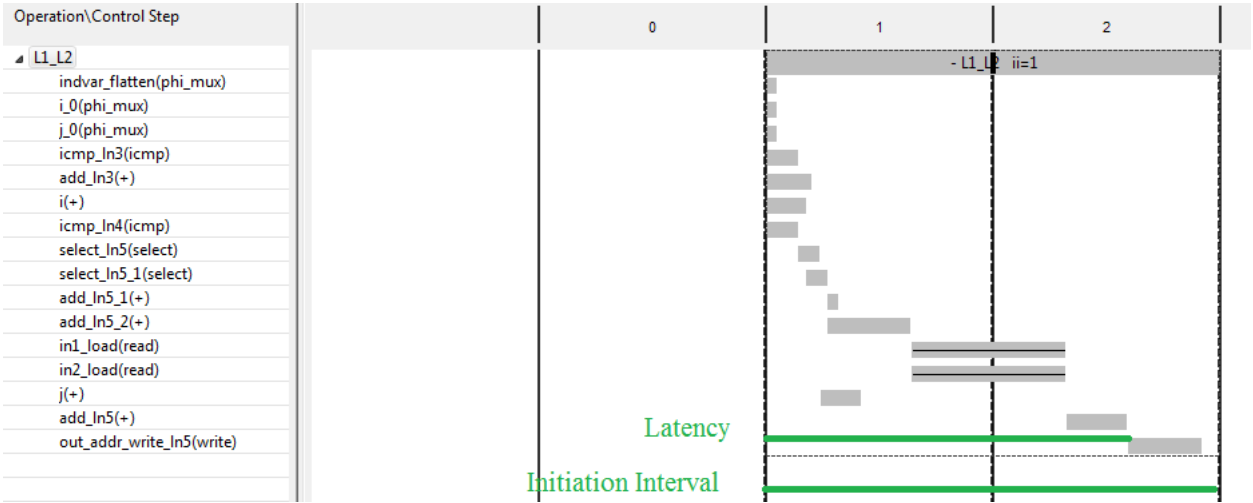 Operation\Control Step
0
1
2
L1_L2
- L1_L2 ii=1
indvar_flatten(phi_mux)
i_0(phi_mux)
j_0(phi_mux)
icmp_ln3(icmp)
add_ln3(+)
i(+)
icmp_ln4(icmp)
select_ln5(select)
select_ln5_1(select)
add_ln5_1(+)
add_ln5_2(+)
in1_load(read)
in2_load(read)
j(+)
add_ln5(+)
Latency
out_addr_write_ln5(write)
Initiation Interval